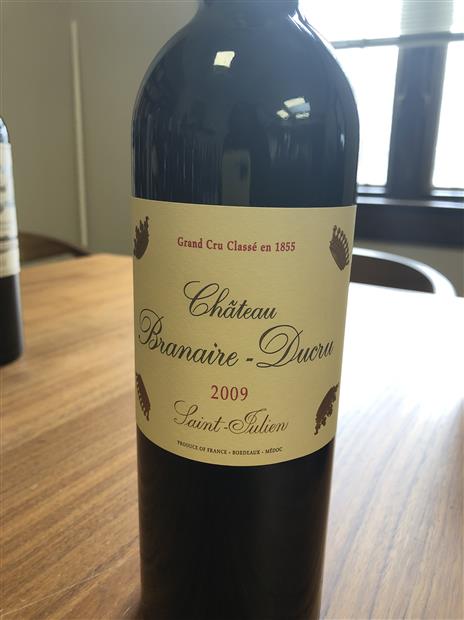 Grand Cru Classé en 1855
Château
Branaire-Ducru
2009
Saint-Julien
PRODUCE OF FRANCE - BORDEAUX - MÉDOC